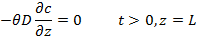 -θD ∂c/∂z = 0 t > 0, z = L